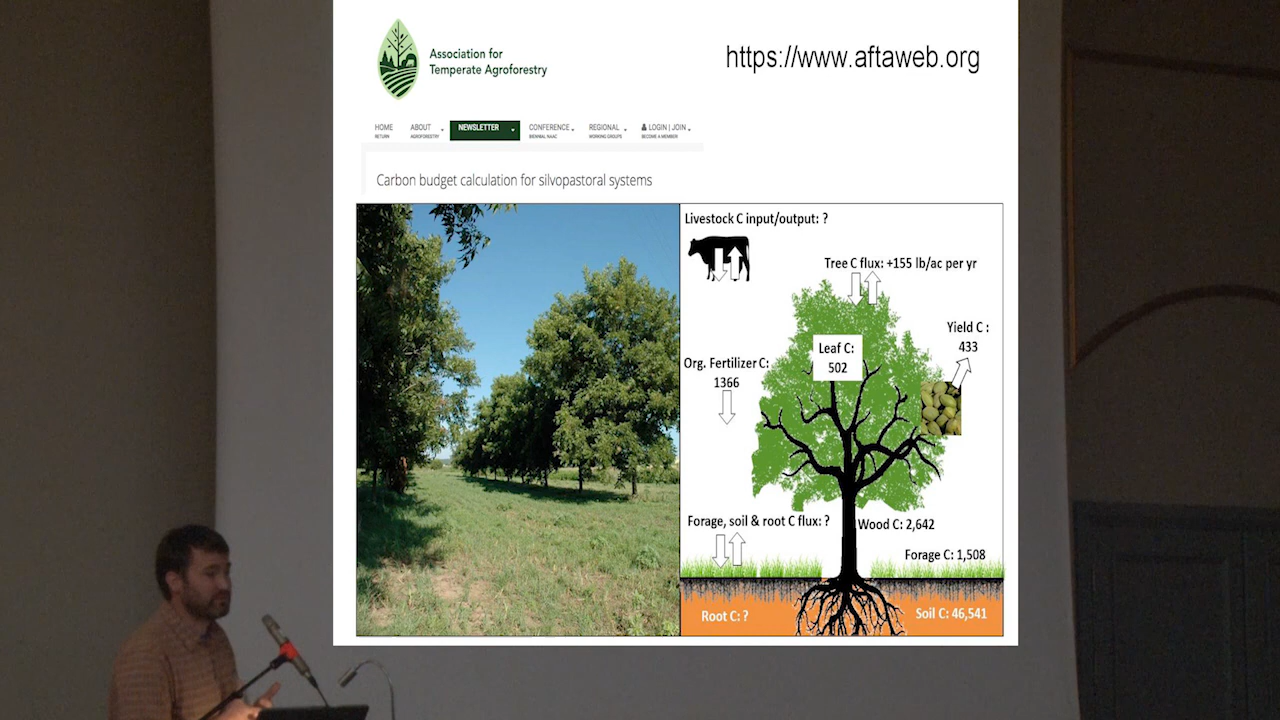 Association for
Temperate Agroforestry
https://www.aftaweb.org
HOME
RETURN
ABOUT
AGROFORESTRY
NEWSLETTER
CONFERENCE
BIENNIAL NAAC
REGIONAL
WORKING GROUPS
LOGIN | JOIN
BECOME A MEMBER
Carbon budget calculation for silvopastoral systems
Livestock C input/output: ?
Tree C flux: +155 lb/ac per yr
Yield C :
433
Leaf C:
502
Org. Fertilizer C:
1366
Forage, soil & root C flux: ?
Wood C: 2,642
Forage C: 1,508
Root C: ?
Soil C: 46,541